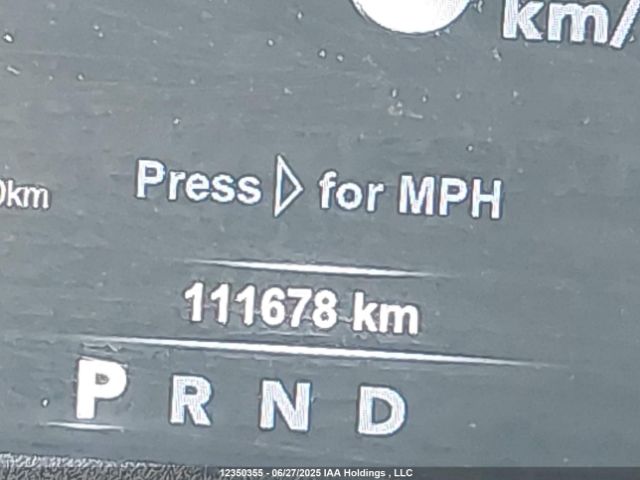 km/
0km
Press ▷ for MPH
111678 km
P R N D
12350355 - 06/27/2025 IAA Holdings , LLC